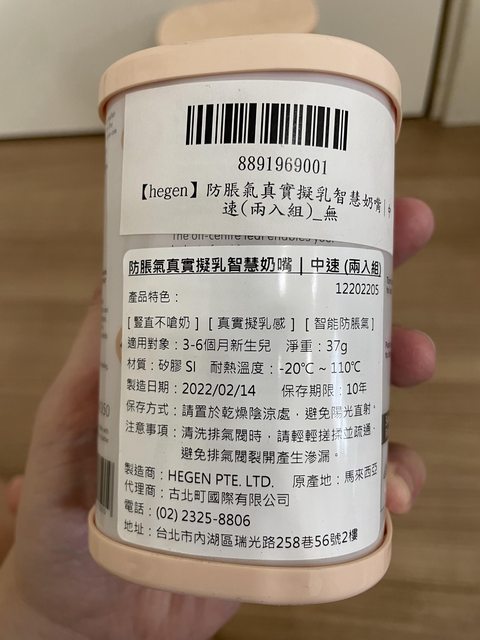 8891969001
【hegen】防脹氣真實擬乳智慧奶嘴｜中
速(兩入組)_無
The off-centre teat enables your
防脹氣真實擬乳智慧奶嘴｜中速 (兩入組)
12202205
產品特色：
[ 豎直不嗆奶 ] [ 真實擬乳感 ] [ 智能防脹氣 ]
適用對象：3-6個月新生兒 淨重：37g
材質：矽膠 SI 耐熱溫度：-20℃ ~ 110℃
製造日期：2022/02/14 保存期限：10年
保存方式：請置於乾燥陰涼處，避免陽光直射。
注意事項：清洗排氣閥時，請輕輕搓揉並疏通，
避免排氣閥裂開產生滲漏。
製造商：HEGEN PTE. LTD. 原產地：馬來西亞
代理商：古北町國際有限公司
電話：(02) 2325-8806
地址：台北市內湖區瑞光路258巷56號2樓